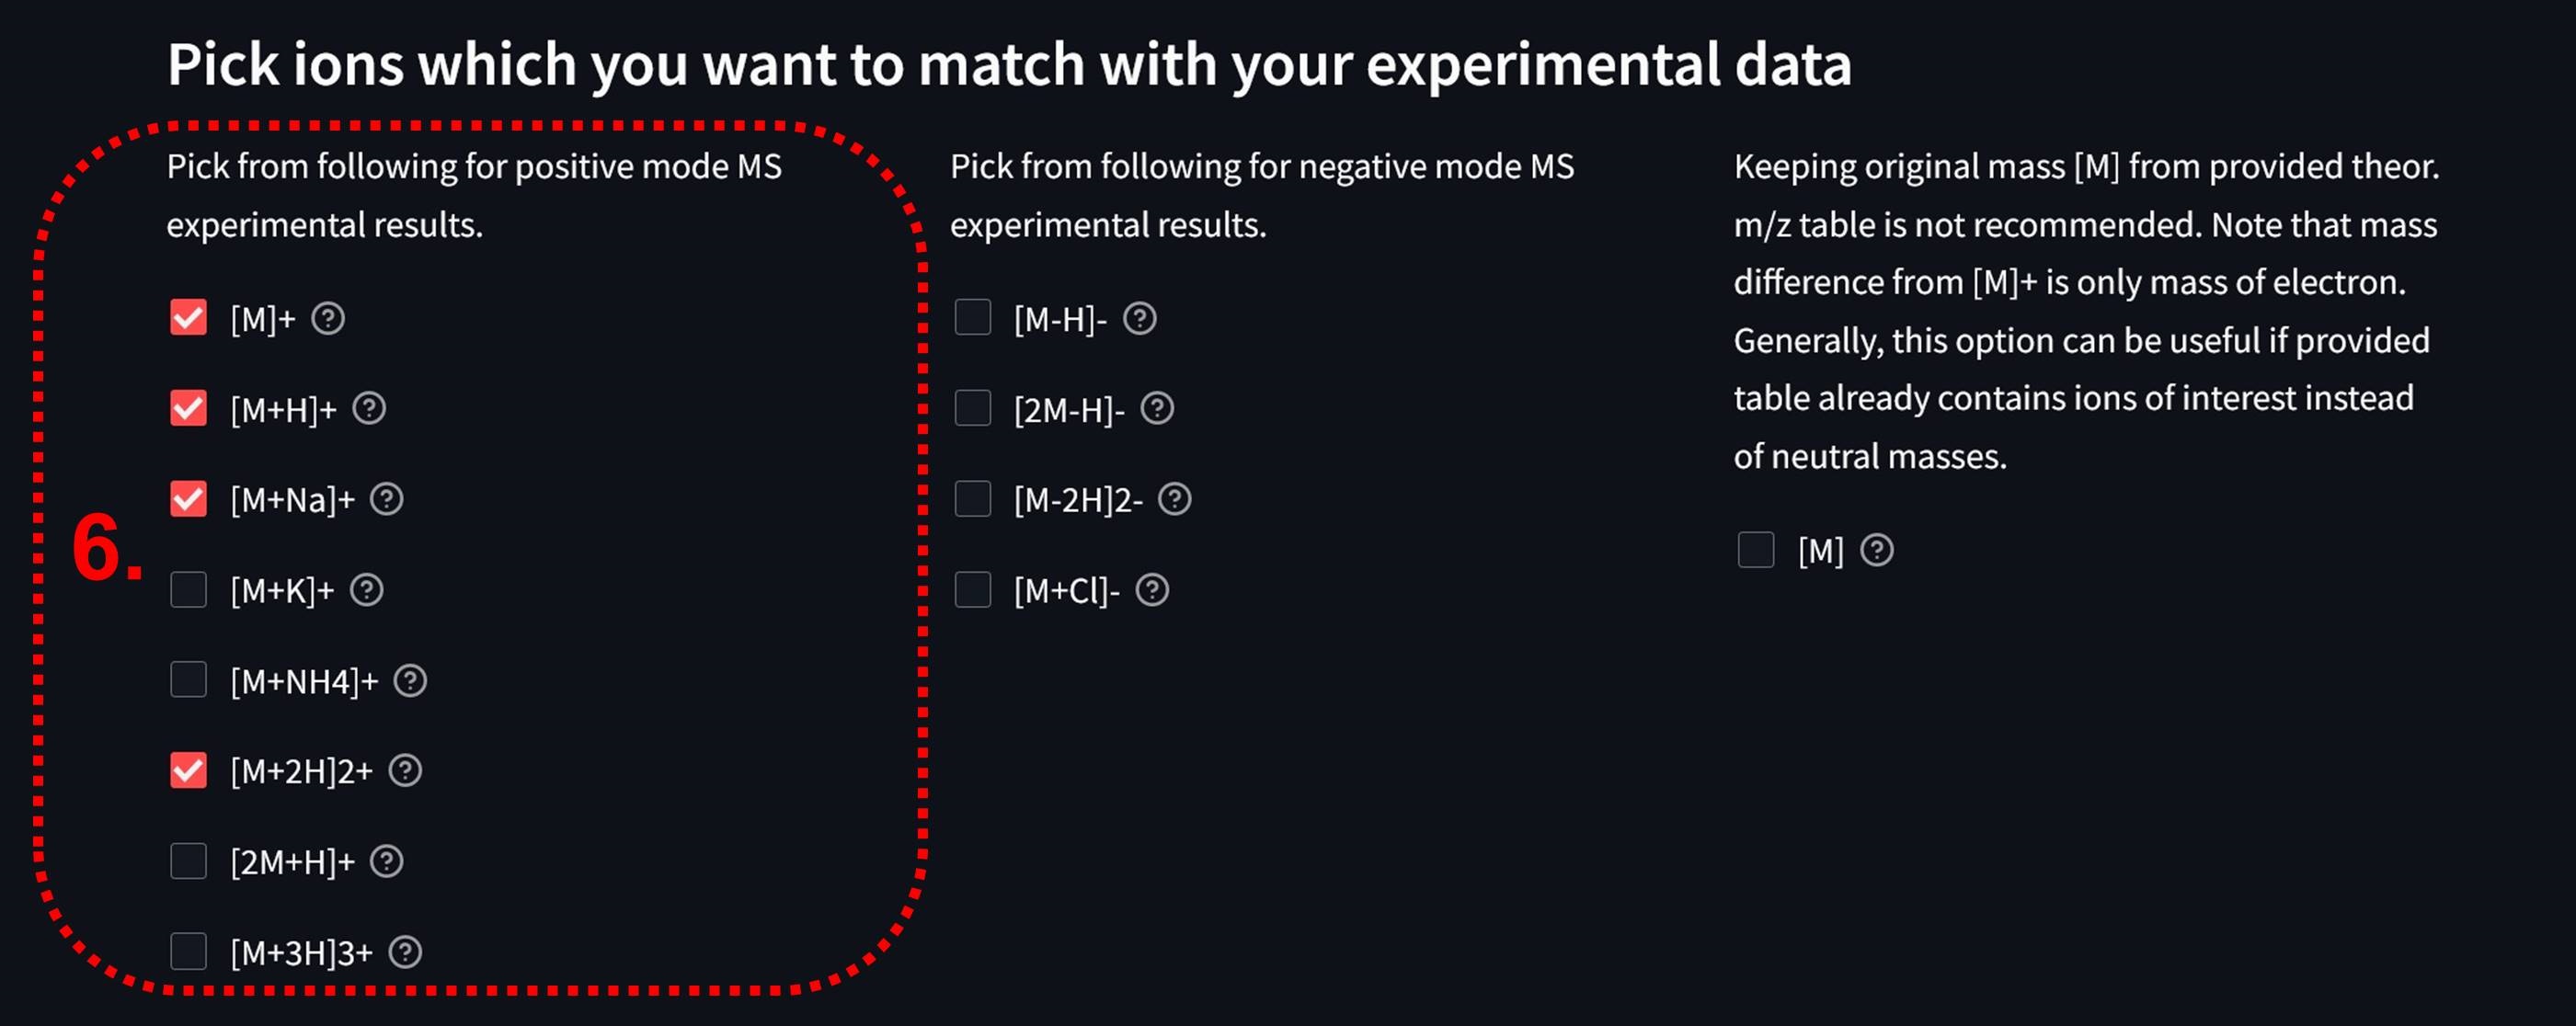 Pick ions which you want to match with your experimental data
Pick from following for positive mode MS
experimental results.
[M]+
[M+H]+
[M+Na]+
6.
[M+K]+
[M+NH4]+
[M+2H]2+
[2M+H]+
[M+3H]3+
Pick from following for negative mode MS
experimental results.
[M-H]-
[2M-H]-
[M-2H]2-
[M+Cl]-
Keeping original mass [M] from provided theor.
m/z table is not recommended. Note that mass
difference from [M]+ is only mass of electron.
Generally, this option can be useful if provided
table already contains ions of interest instead
of neutral masses.
[M]